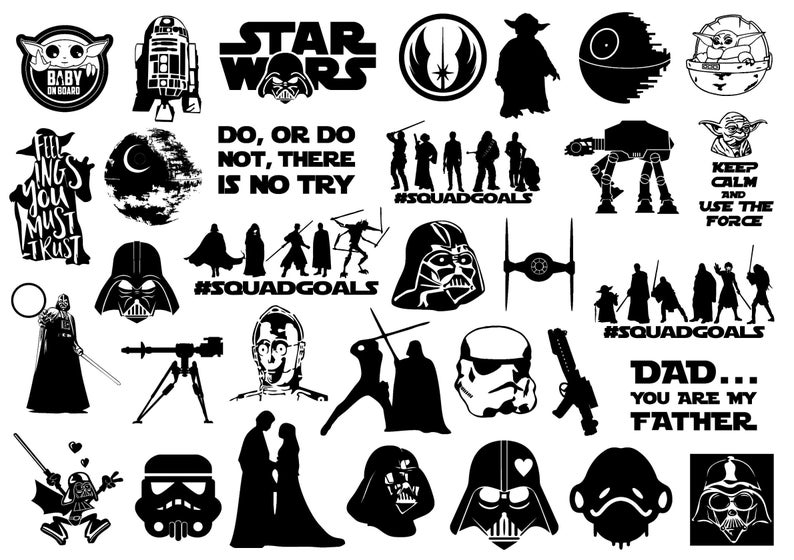 BABY
ON BOARD
STAR
WARS
FEEL
INGS
YOU
MUST
TRUST
DO, OR DO
NOT, THERE
IS NO TRY
#SQUADGOALS
KEEP
CALM
AND
USE THE
FORCE
#SQUADGOALS
#SQUADGOALS
DAD...
YOU ARE MY
FATHER